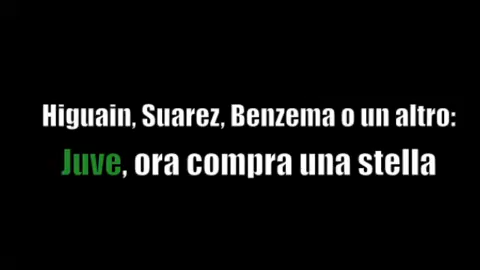 Higuain, Suarez, Benzema o un altro:
Juve, ora compra una stella